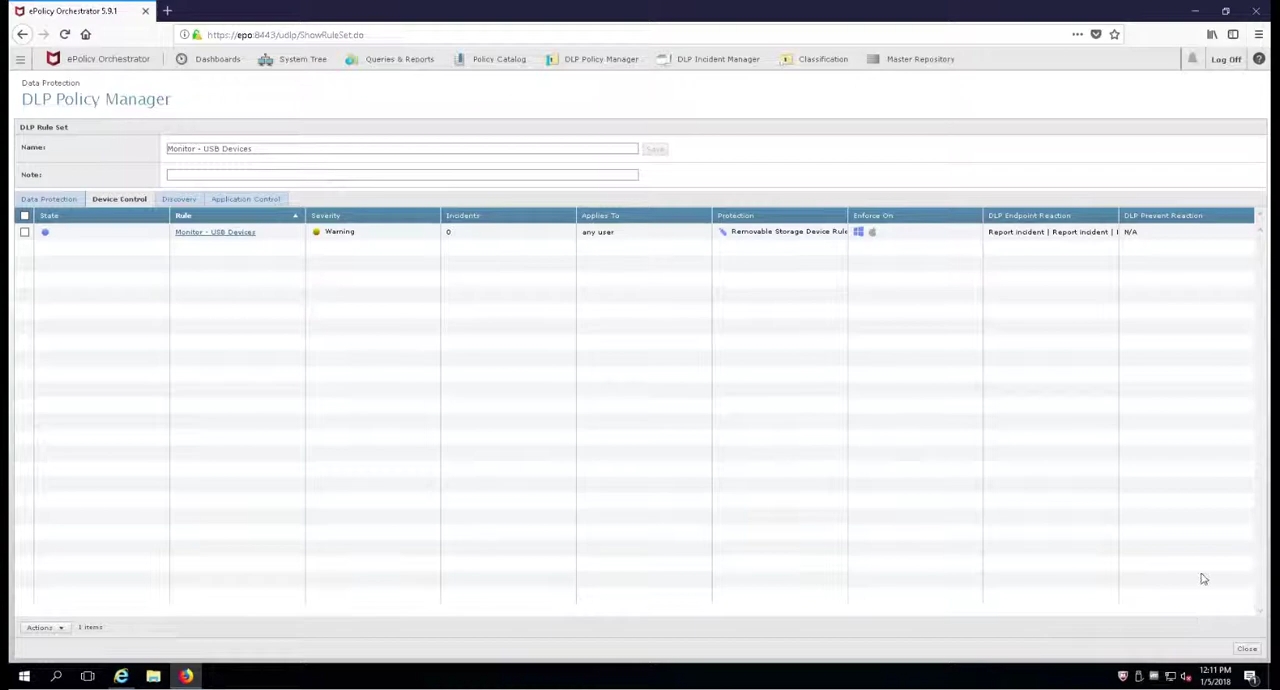 ePolicy Orchestrator 5.9.1
https://epo:8443/udlp/ShowRuleSet.do
ePolicy Orchestrator Dashboards System Tree Queries & Reports Policy Catalog DLP Policy Manager DLP Incident Manager Classification Master Repository Log Off
Data Protection
DLP Policy Manager
DLP Rule Set
Name: Monitor - USB Devices Save
Note:
Data Protection Device Control Discovery Application Control
State Rule Severity Incidents Applies To Protection Enforce On DLP Endpoint Reaction DLP Prevent Reaction
Monitor - USB Devices Warning 0 any user Removable Storage Device Rule Report incident | Report incident | N/A
Actions 1 items
Close
12:11 PM
1/5/2018